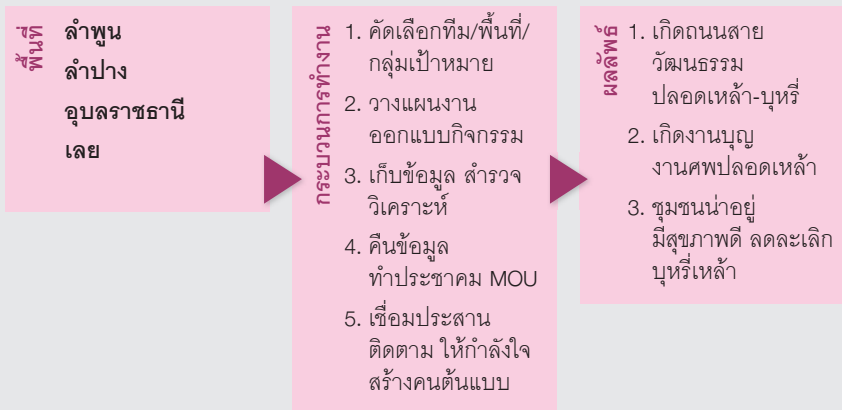 พื้นที่
ลำพูน
ลำปาง
อุบลราชธานี
เลย
กระบวนการทำงาน
1. คัดเลือกทีม/พื้นที่/
กลุ่มเป้าหมาย
2. วางแผนงาน
ออกแบบกิจกรรม
3. เก็บข้อมูล สำรวจ
วิเคราะห์
4. คืนข้อมูล
ทำประชาคม MOU
5. เชื่อมประสาน
ติดตาม ให้กำลังใจ
สร้างคนต้นแบบ
ผลลัพธ์
1. เกิดถนนสาย
วัฒนธรรม
ปลอดเหล้า-บุหรี่
2. เกิดงานบุญ
งานศพปลอดเหล้า
3. ชุมชนน่าอยู่
มีสุขภาพดี ลดละเลิก
บุหรี่เหล้า